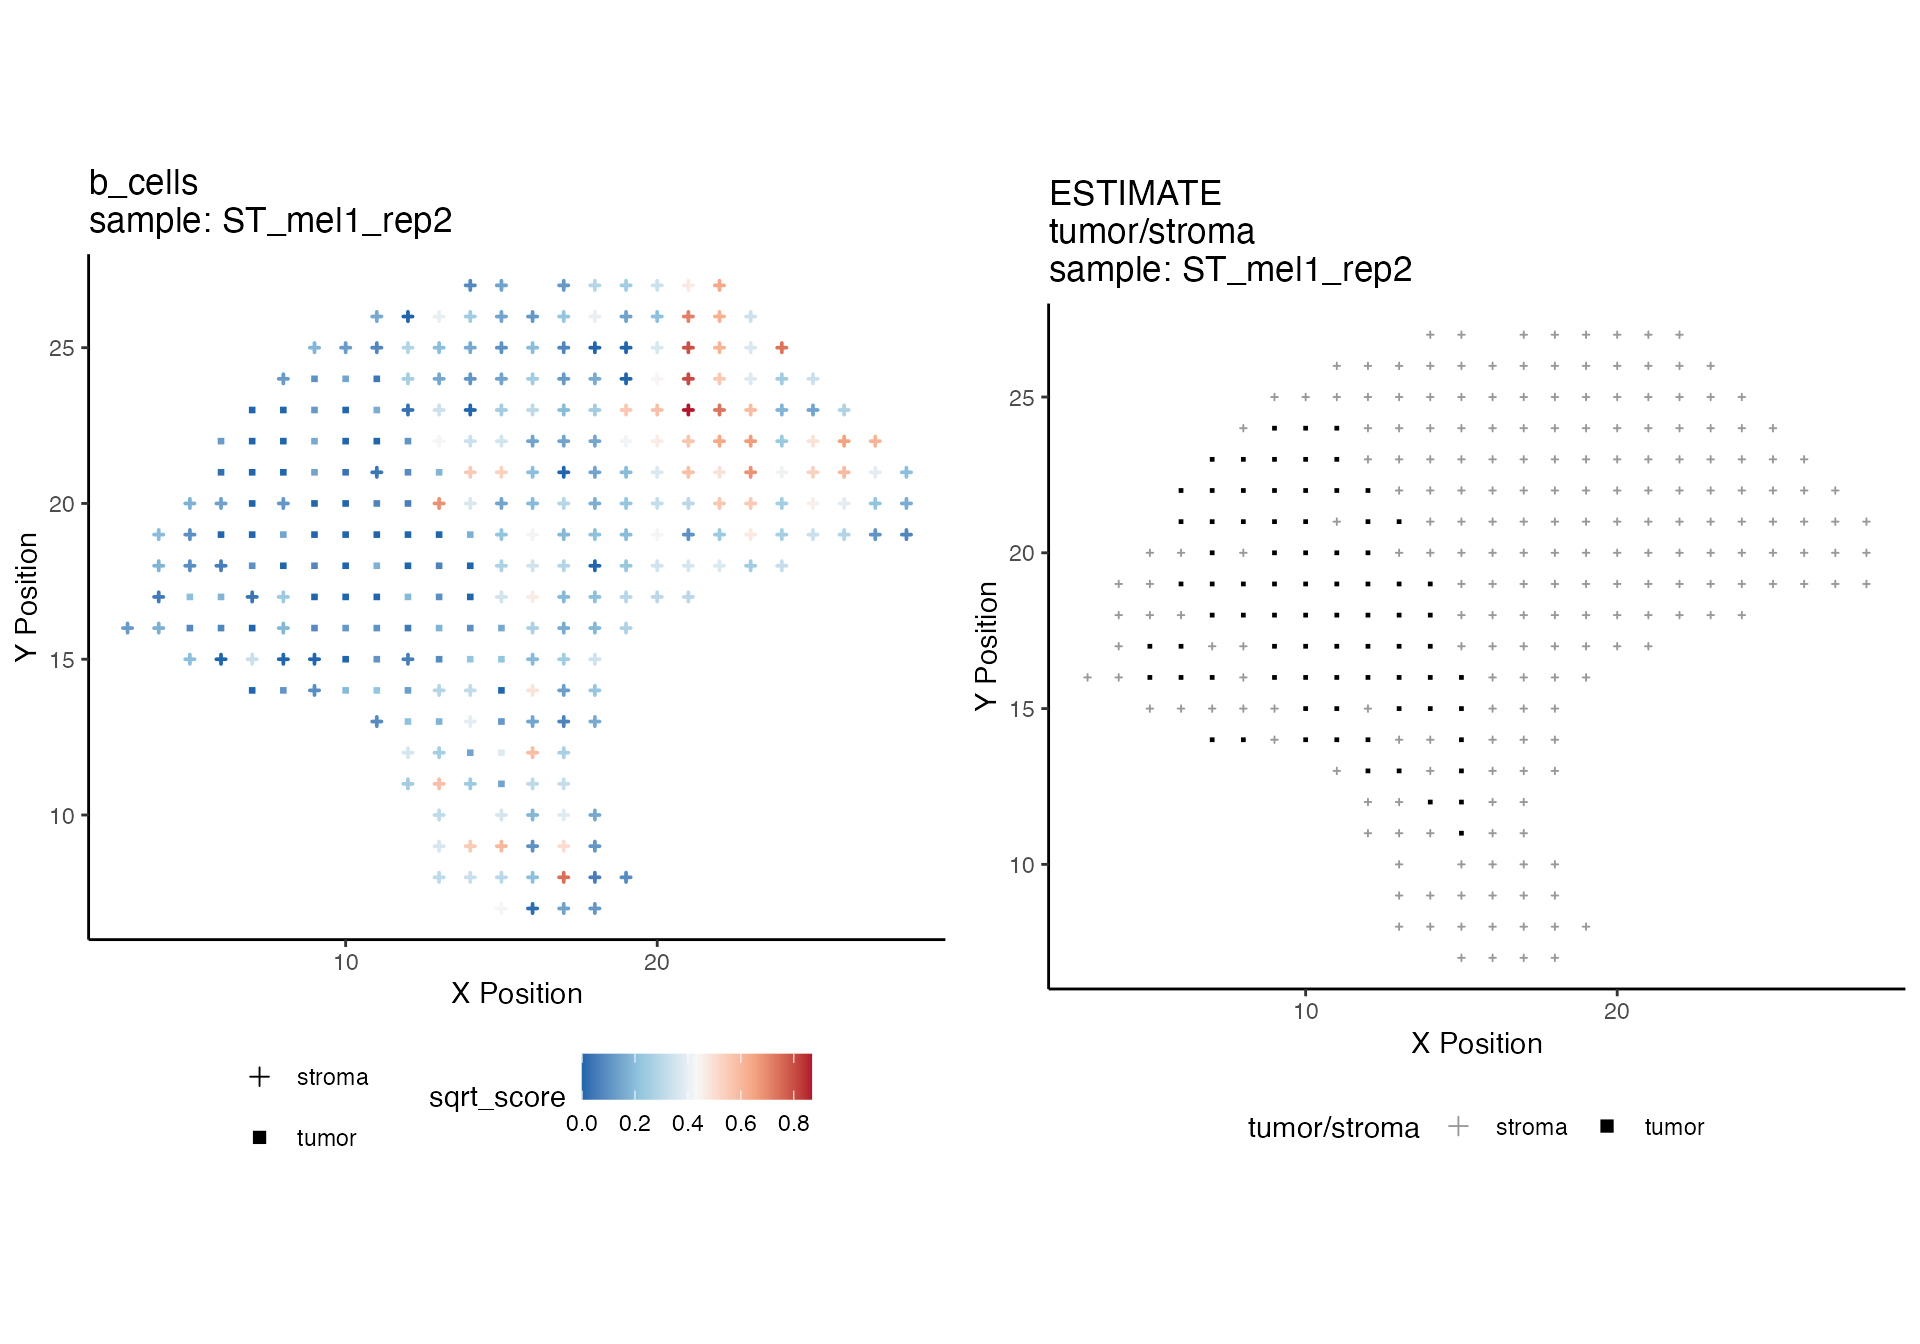 b_cells
sample: ST_mel1_rep2
25
20
15
10
Y Position
10 20
X Position
stroma
tumor
sqrt_score
0.0 0.2 0.4 0.6 0.8
ESTIMATE
tumor/stroma
sample: ST_mel1_rep2
25
20
15
10
Y Position
10 20
X Position
tumor/stroma stroma tumor